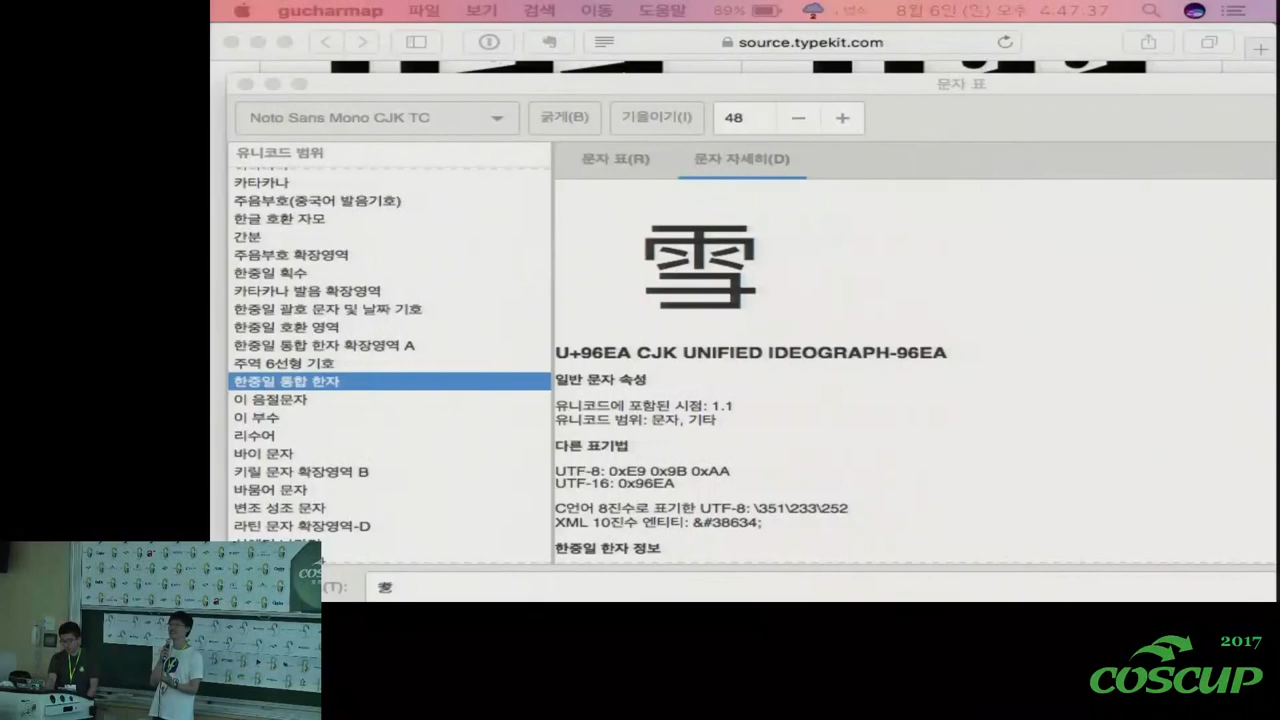 gucharmap 파일 보기 검색 이동 도움말 89% 8월 6일 (일) 오후 4:47:37
source.typekit.com
문자 표
Noto Sans Mono CJK TC 굵게(B) 기울이기(I) 48 − +
유니코드 범위
문자 표(R) 문자 자세히(D)
카타카나
주음부호(중국어 발음기호)
한글 호환 자모
간분
주음부호 확장영역
한중일 획수
카타카나 발음 확장영역
한중일 괄호 문자 및 날짜 기호
한중일 호환 영역
한중일 통합 한자 확장영역 A
주역 6선형 기호
한중일 통합 한자
이 음절문자
이 부수
리수어
바이 문자
키릴 문자 확장영역 B
바뭄어 문자
변조 성조 문자
라틴 문자 확장영역-D
雪
U+96EA CJK UNIFIED IDEOGRAPH-96EA
일반 문자 속성
유니코드에 포함된 시점: 1.1
유니코드 범위: 문자, 기타
다른 표기법
UTF-8: 0xE9 0x9B 0xAA
UTF-16: 0x96EA
C언어 8진수로 표기한 UTF-8: \351\233\252
XML 10진수 엔티티: &#38634;
한중일 한자 정보
(T):
2017
COSCUP